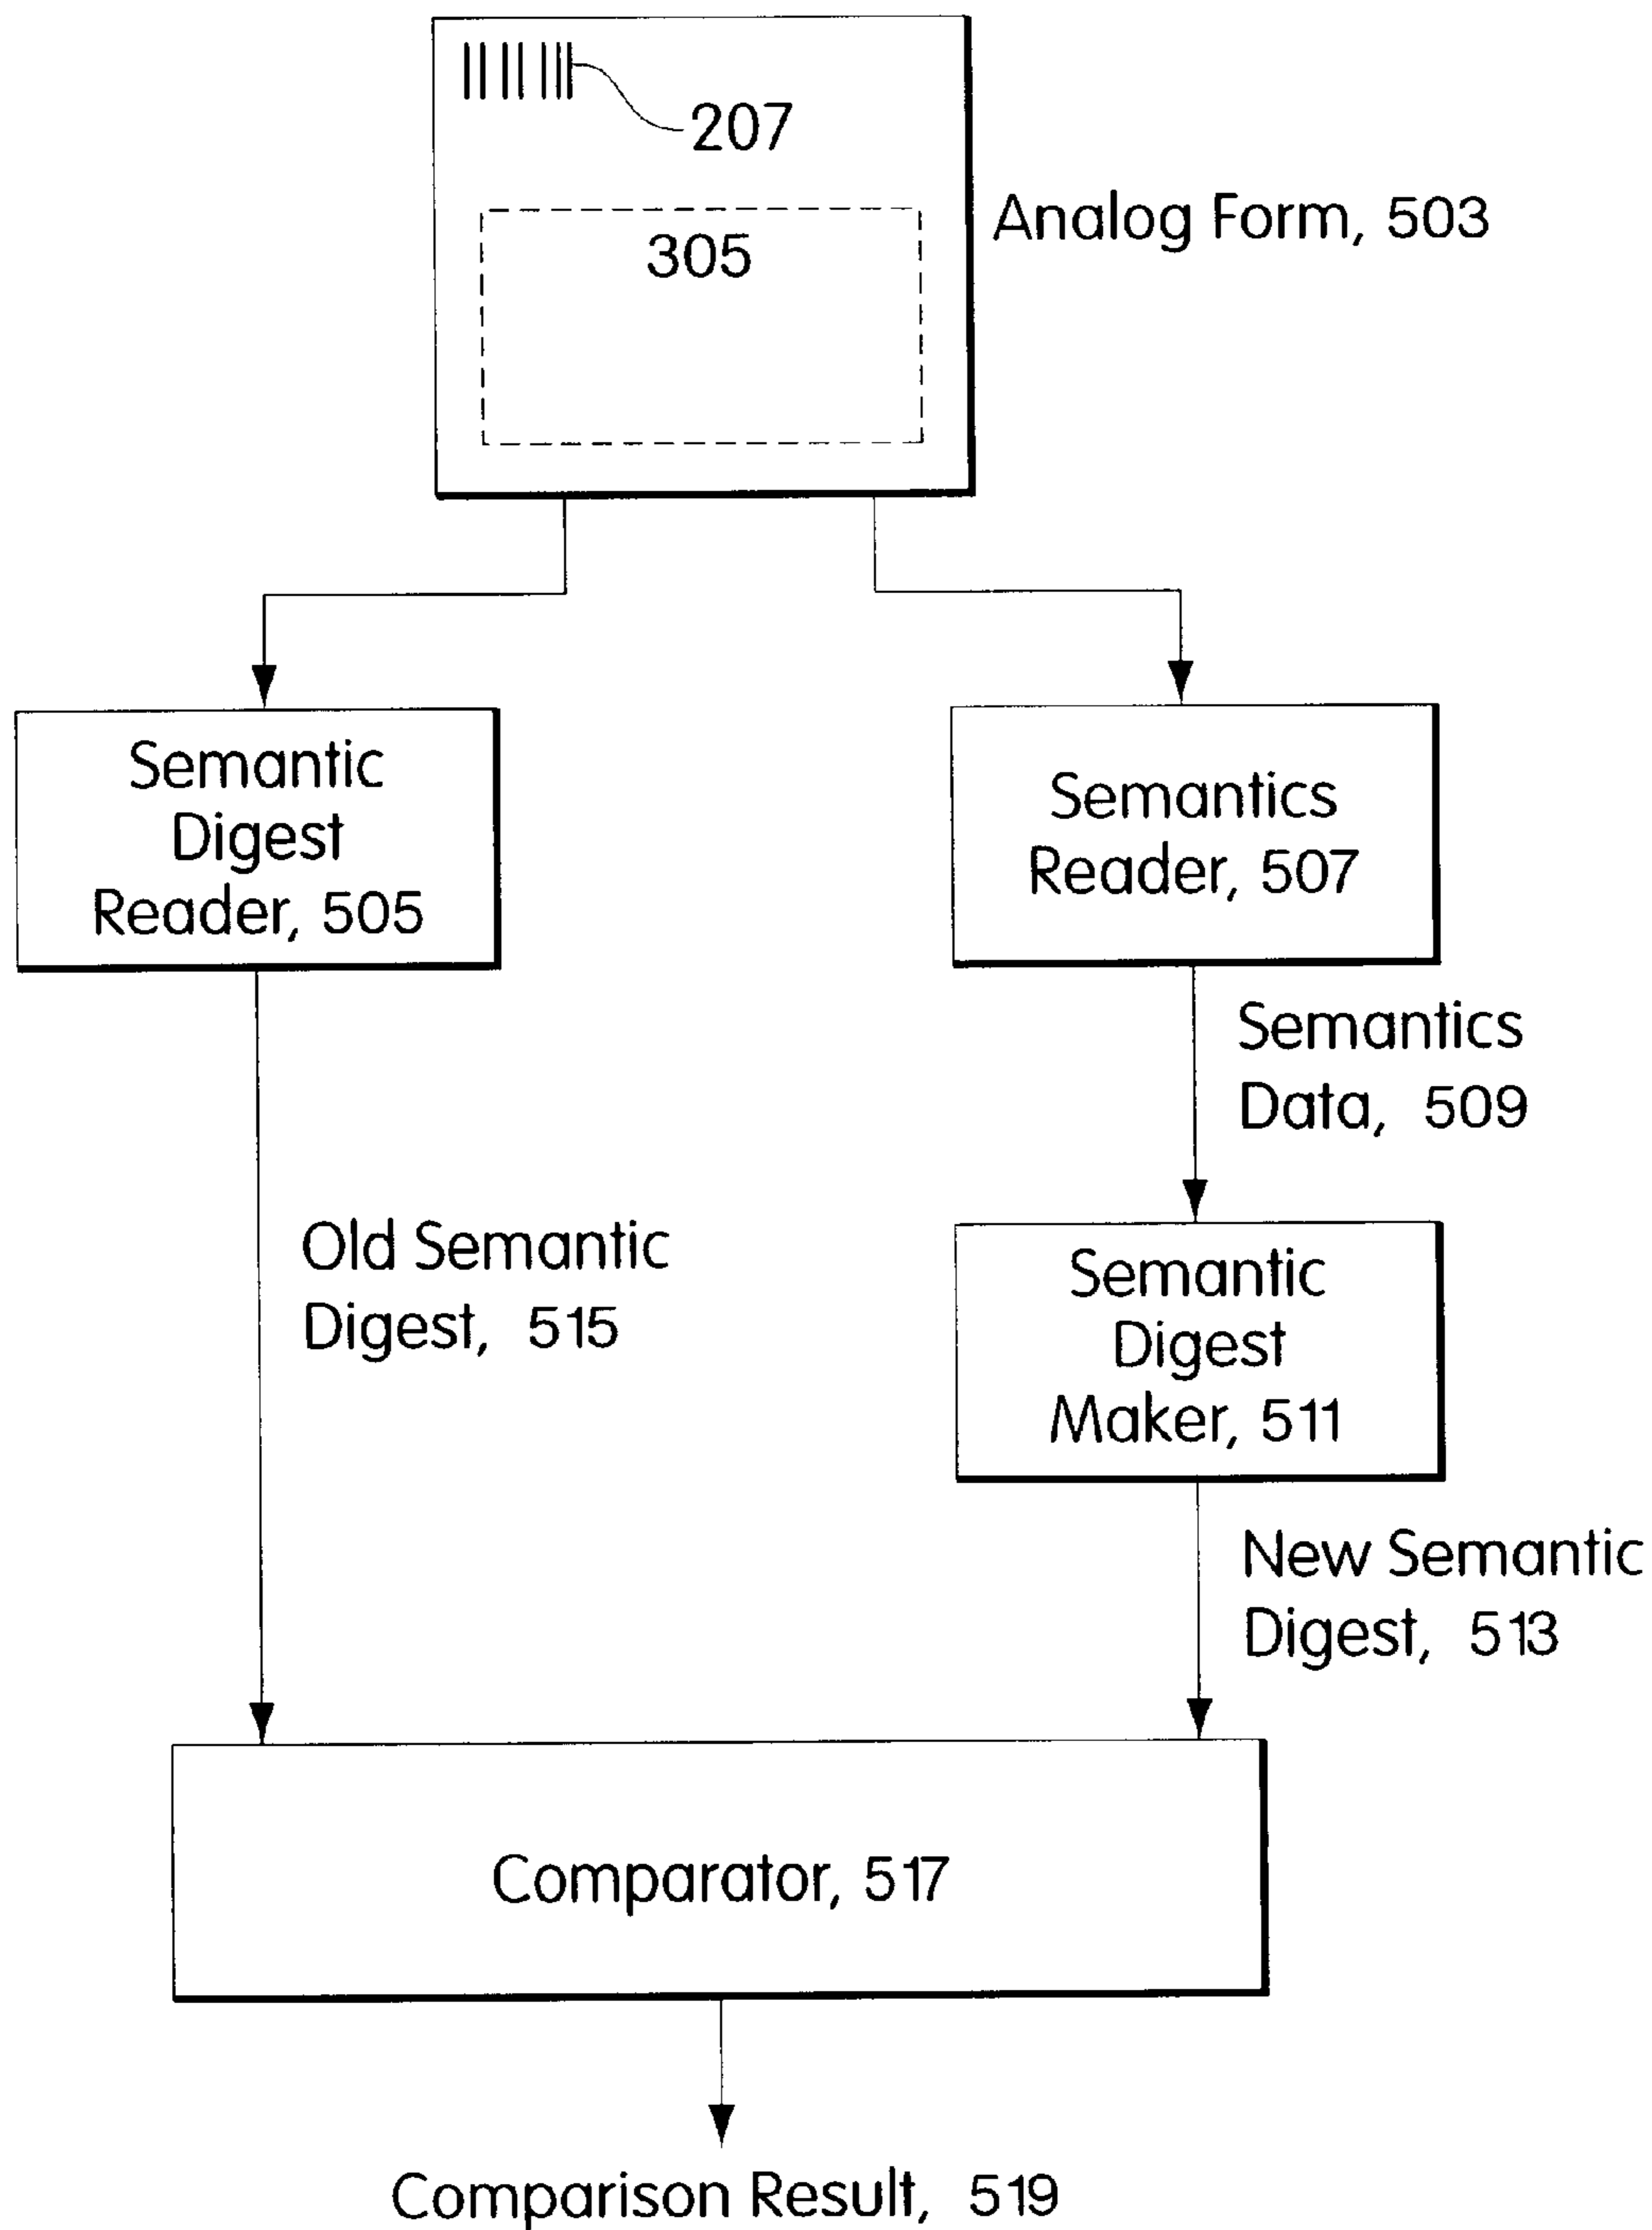 207
305
Analog Form, 503
Semantic
Digest
Reader, 505
Semantics
Reader, 507
Semantics
Data, 509
Old Semantic
Digest, 515
Semantic
Digest
Maker, 511
New Semantic
Digest, 513
Comparator, 517
Comparison Result, 519